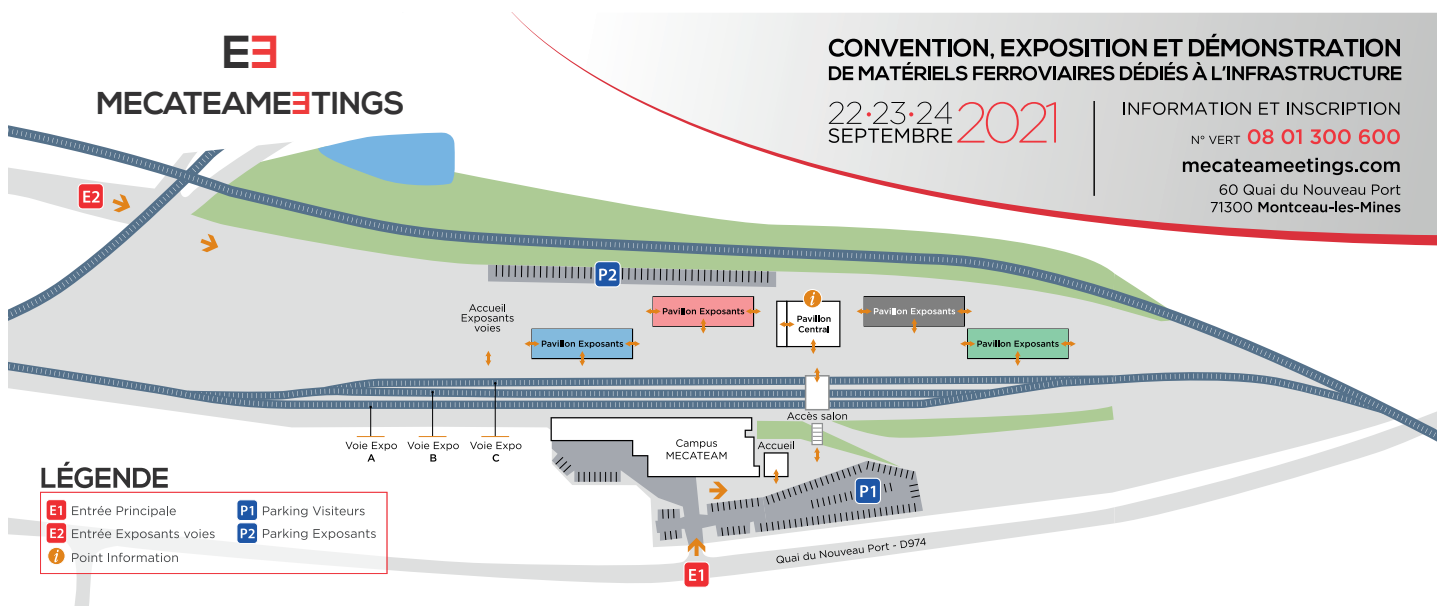 MECATEAMEETINGS
CONVENTION, EXPOSITION ET DÉMONSTRATION
DE MATÉRIELS FERROVIAIRES DÉDIÉS À L'INFRASTRUCTURE
22·23·24
SEPTEMBRE
2021
INFORMATION ET INSCRIPTION
N° VERT 08 01 300 600
mecateameetings.com
60 Quai du Nouveau Port
71300 Montceau-les-Mines
E2
P2
Accueil
Exposants
voies
Pavillon Exposants
Pavillon Exposants
i
Pavillon
Central
Pavillon Exposants
Pavillon Exposants
Voie Expo
A
Voie Expo
B
Voie Expo
C
Accès salon
Campus
MECATEAM
Accueil
P1
Quai du Nouveau Port - D974
E1
LÉGENDE
E1 Entrée Principale
P1 Parking Visiteurs
E2 Entrée Exposants voies
P2 Parking Exposants
i Point Information